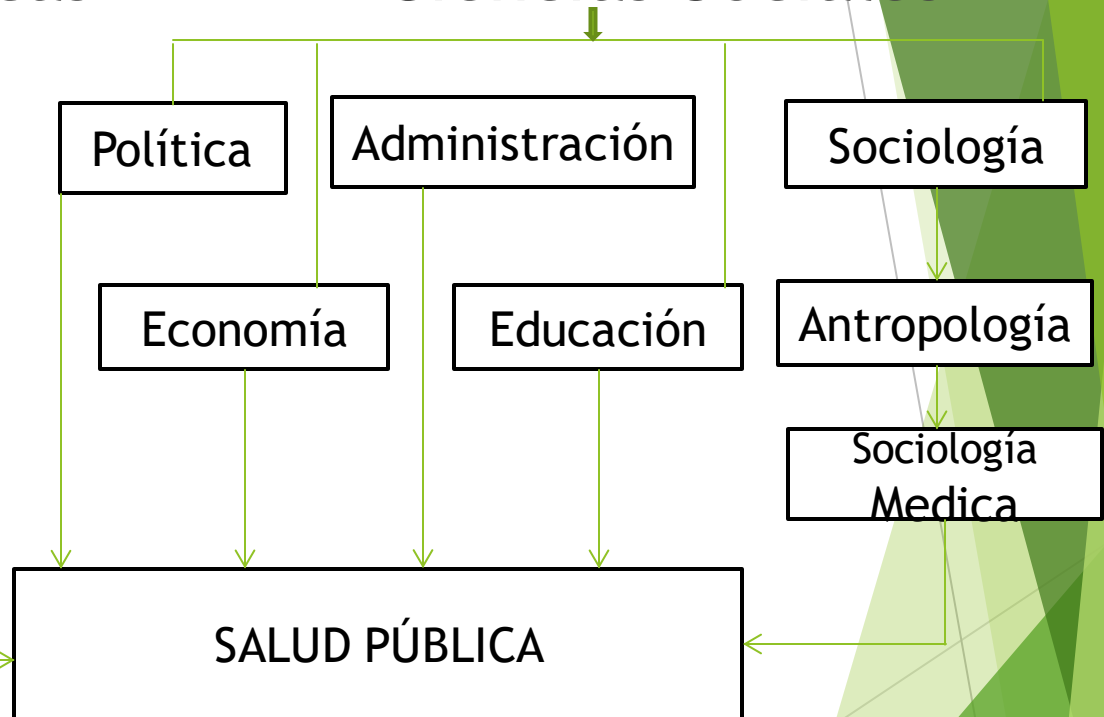 Política
Administración
Sociología
Economía
Educación
Antropología
Sociología
Medica
SALUD PÚBLICA